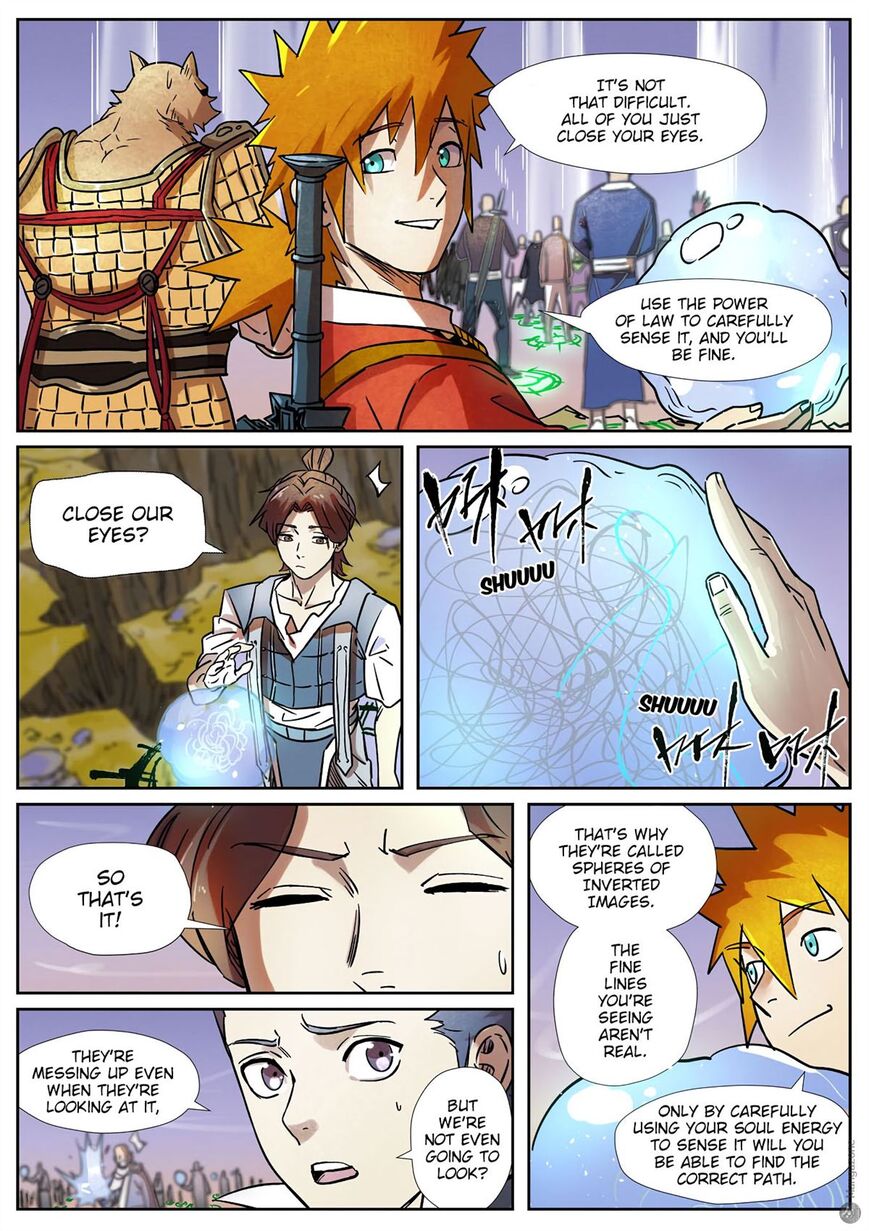 IT'S NOT
THAT DIFFICULT.
ALL OF YOU JUST
CLOSE YOUR EYES.
USE THE POWER
OF LAW TO CAREFULLY
SENSE IT, AND YOU'LL
BE FINE.
CLOSE OUR
EYES?
SHUUUU
SHUUUU
SO
THAT'S
IT!
THAT'S WHY
THEY'RE CALLED
SPHERES OF
INVERTED
IMAGES.
THE
FINE
LINES
YOU'RE
SEEING
AREN'T
REAL.
ONLY BY CAREFULLY
USING YOUR SOUL ENERGY
TO SENSE IT WILL YOU
BE ABLE TO FIND THE
CORRECT PATH.
THEY'RE
MESSING UP EVEN
WHEN THEY'RE
LOOKING AT IT,
BUT
WE'RE
NOT EVEN
GOING TO
LOOK?